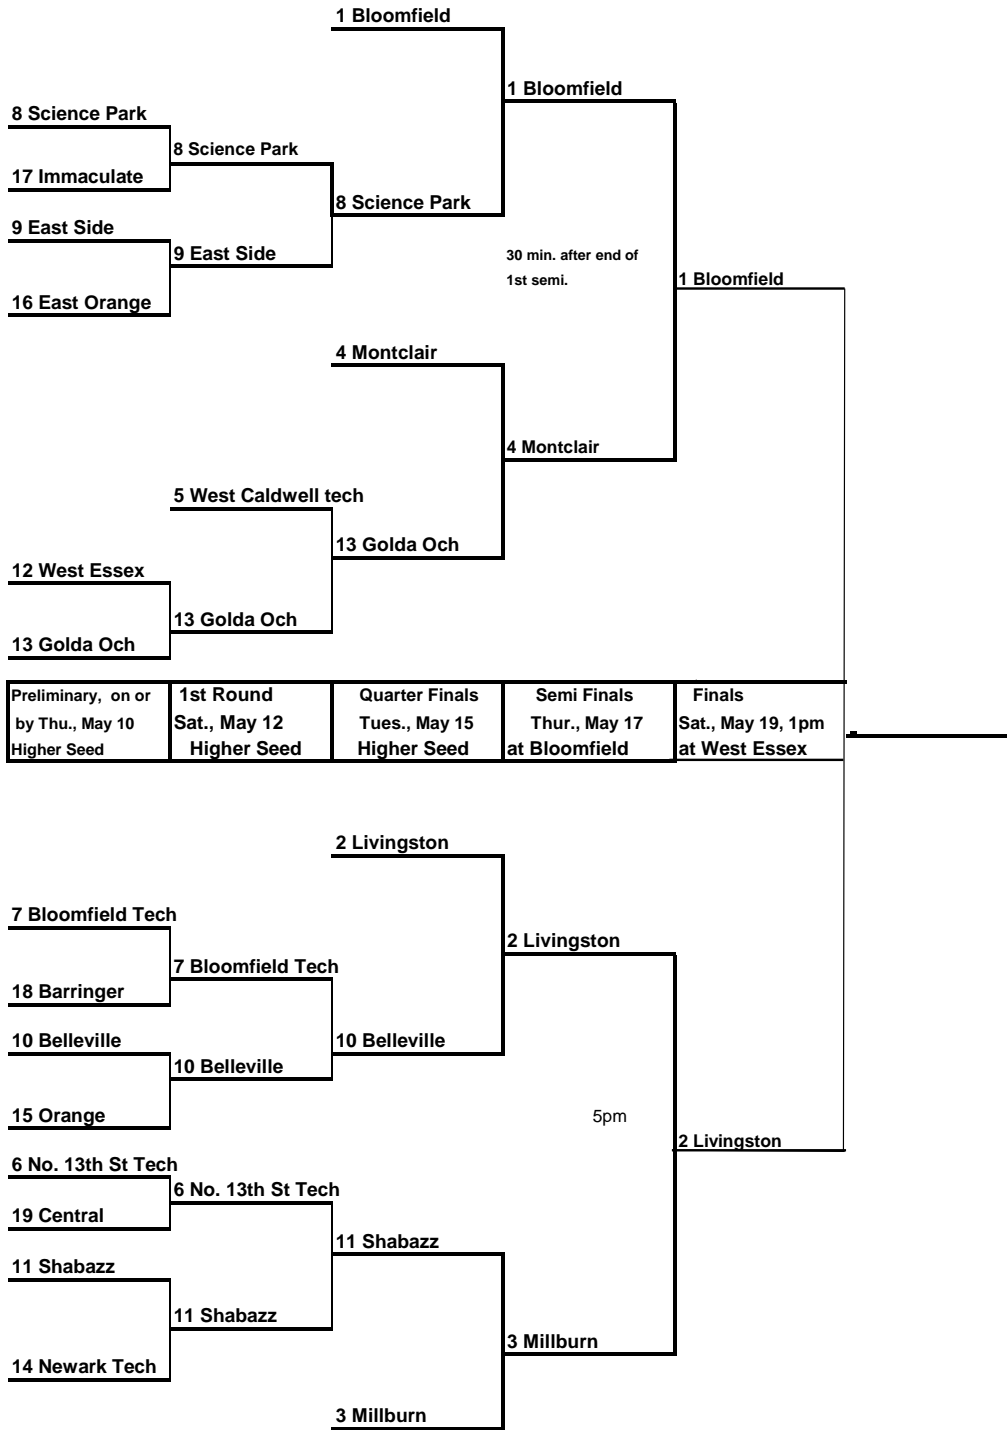 1 Bloomfield
1 Bloomfield
8 Science Park
8 Science Park
17 Immaculate
8 Science Park
9 East Side
9 East Side
30 min. after end of
1st semi.
1 Bloomfield
16 East Orange
4 Montclair
4 Montclair
5 West Caldwell tech
13 Golda Och
12 West Essex
13 Golda Och
13 Golda Och
Preliminary, on or
by Thu., May 10
Higher Seed
1st Round
Sat., May 12
Higher Seed
Quarter Finals
Tues., May 15
Higher Seed
Semi Finals
Thur., May 17
at Bloomfield
Finals
Sat., May 19, 1pm
at West Essex
2 Livingston
7 Bloomfield Tech
2 Livingston
7 Bloomfield Tech
18 Barringer
10 Belleville
10 Belleville
10 Belleville
15 Orange
5pm
2 Livingston
6 No. 13th St Tech
6 No. 13th St Tech
19 Central
11 Shabazz
11 Shabazz
11 Shabazz
3 Millburn
14 Newark Tech
3 Millburn